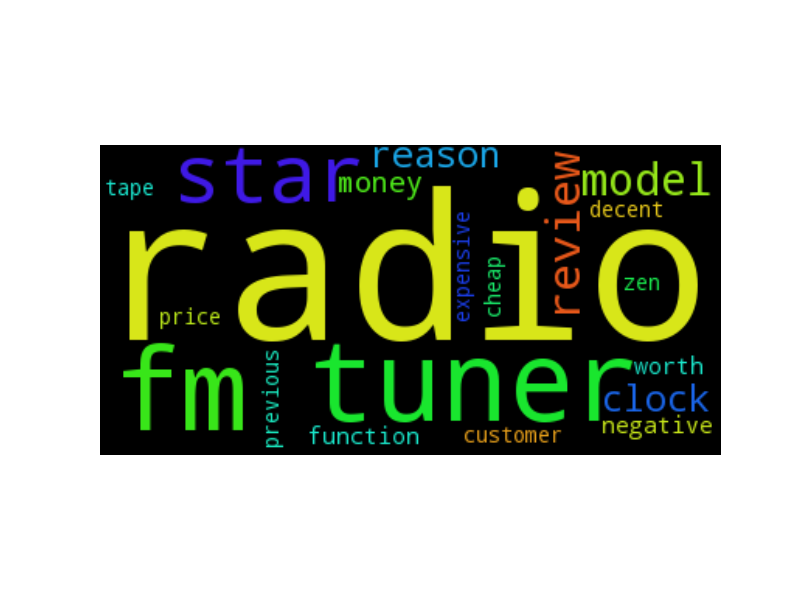 reason
star
review
model
money
tape
decent
radio
expensive
cheap
zen
price
fm
tuner
previous
worth
clock
negative
function
customer